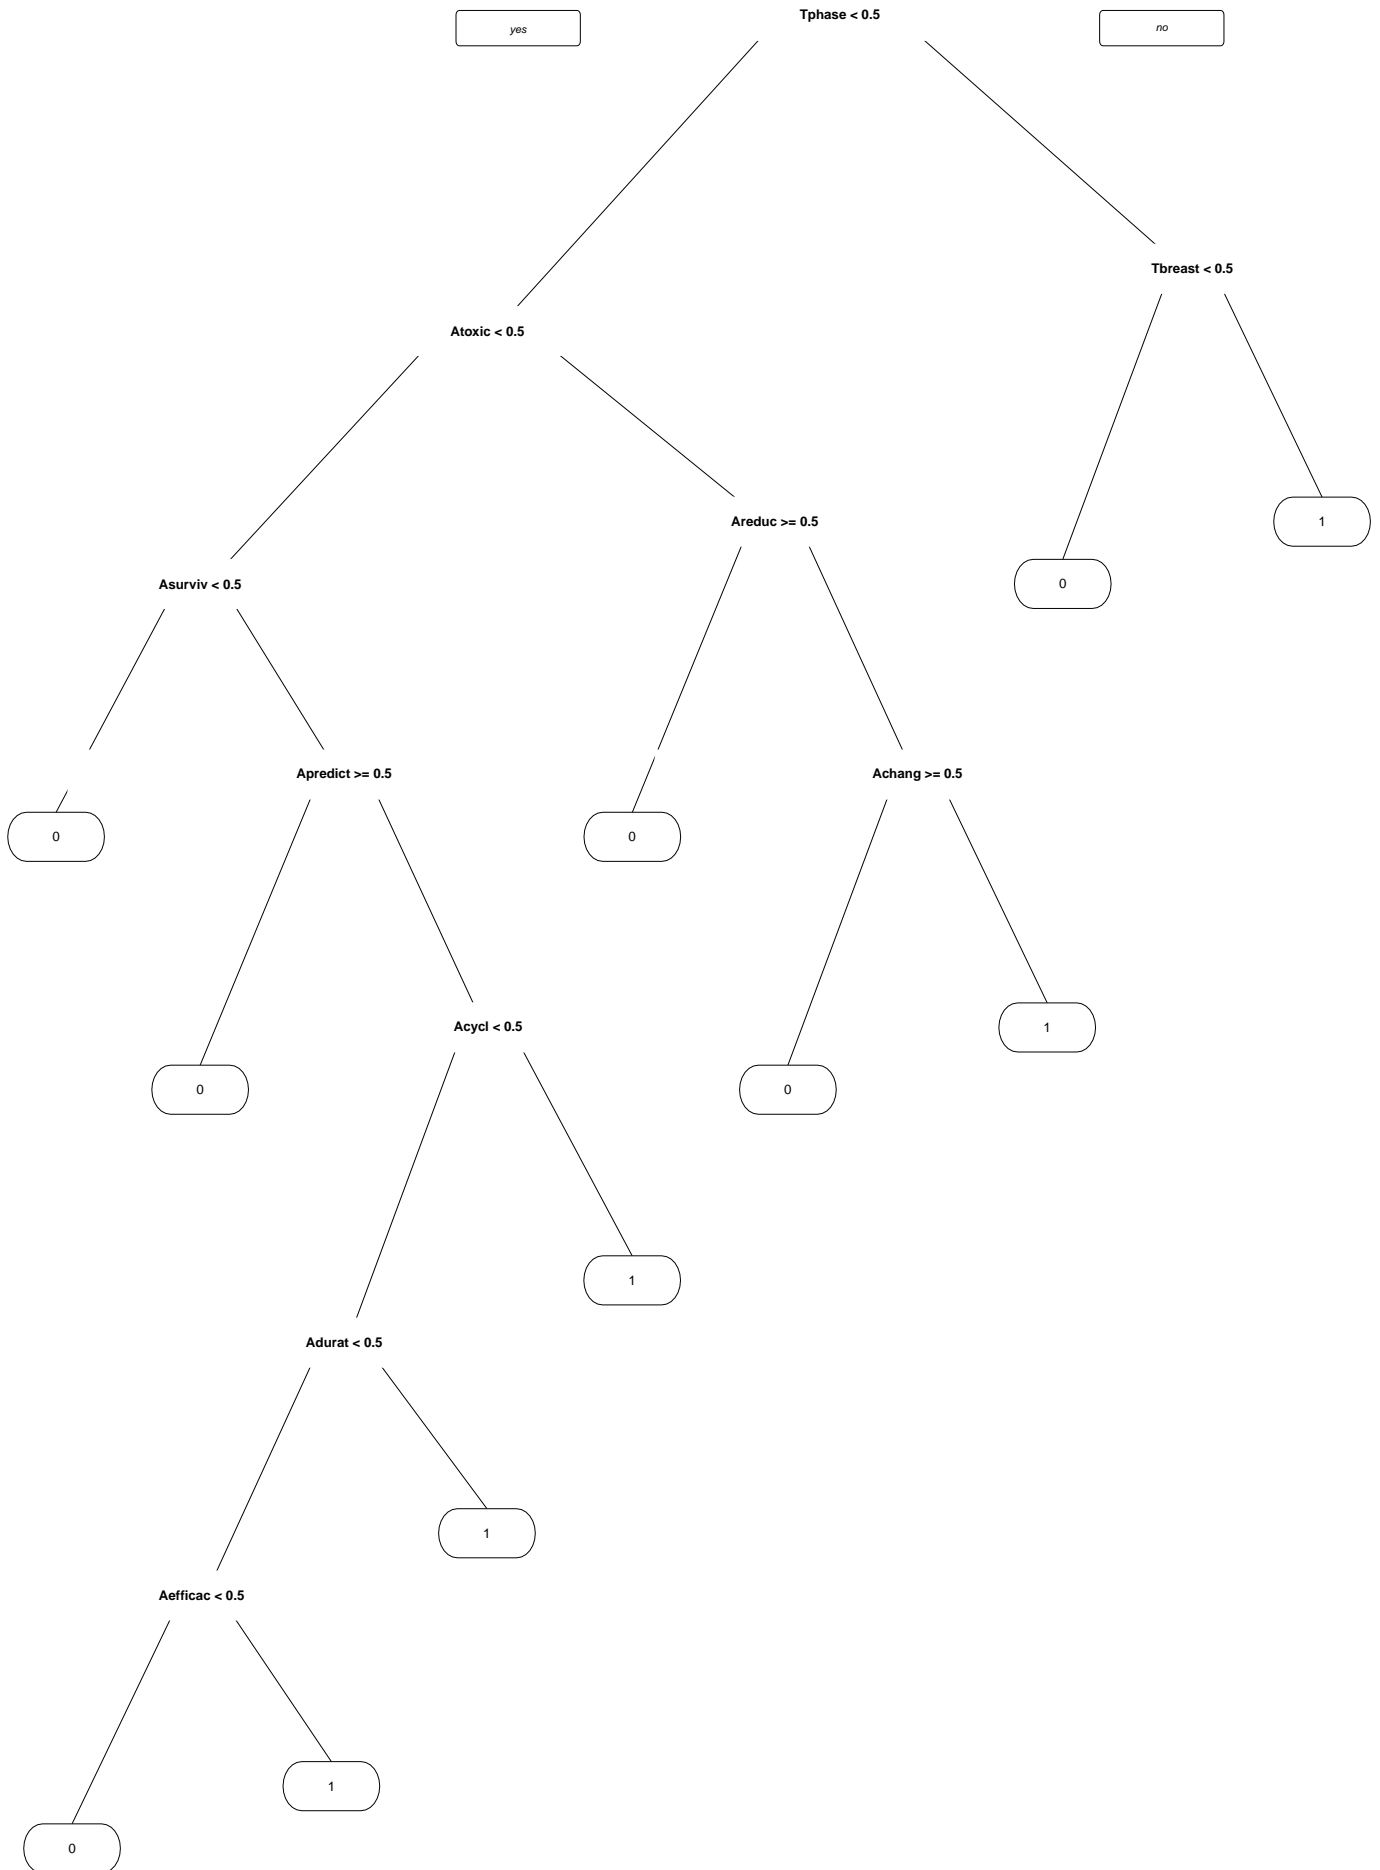 Tphase < 0.5
yes
no
Tbreast < 0.5
Atoxic < 0.5
Areduc >= 0.5
1
0
Asurviv < 0.5
Apredict >= 0.5
Achang >= 0.5
0
0
Acycl < 0.5
1
0
0
1
Adurat < 0.5
1
Aefficac < 0.5
1
0